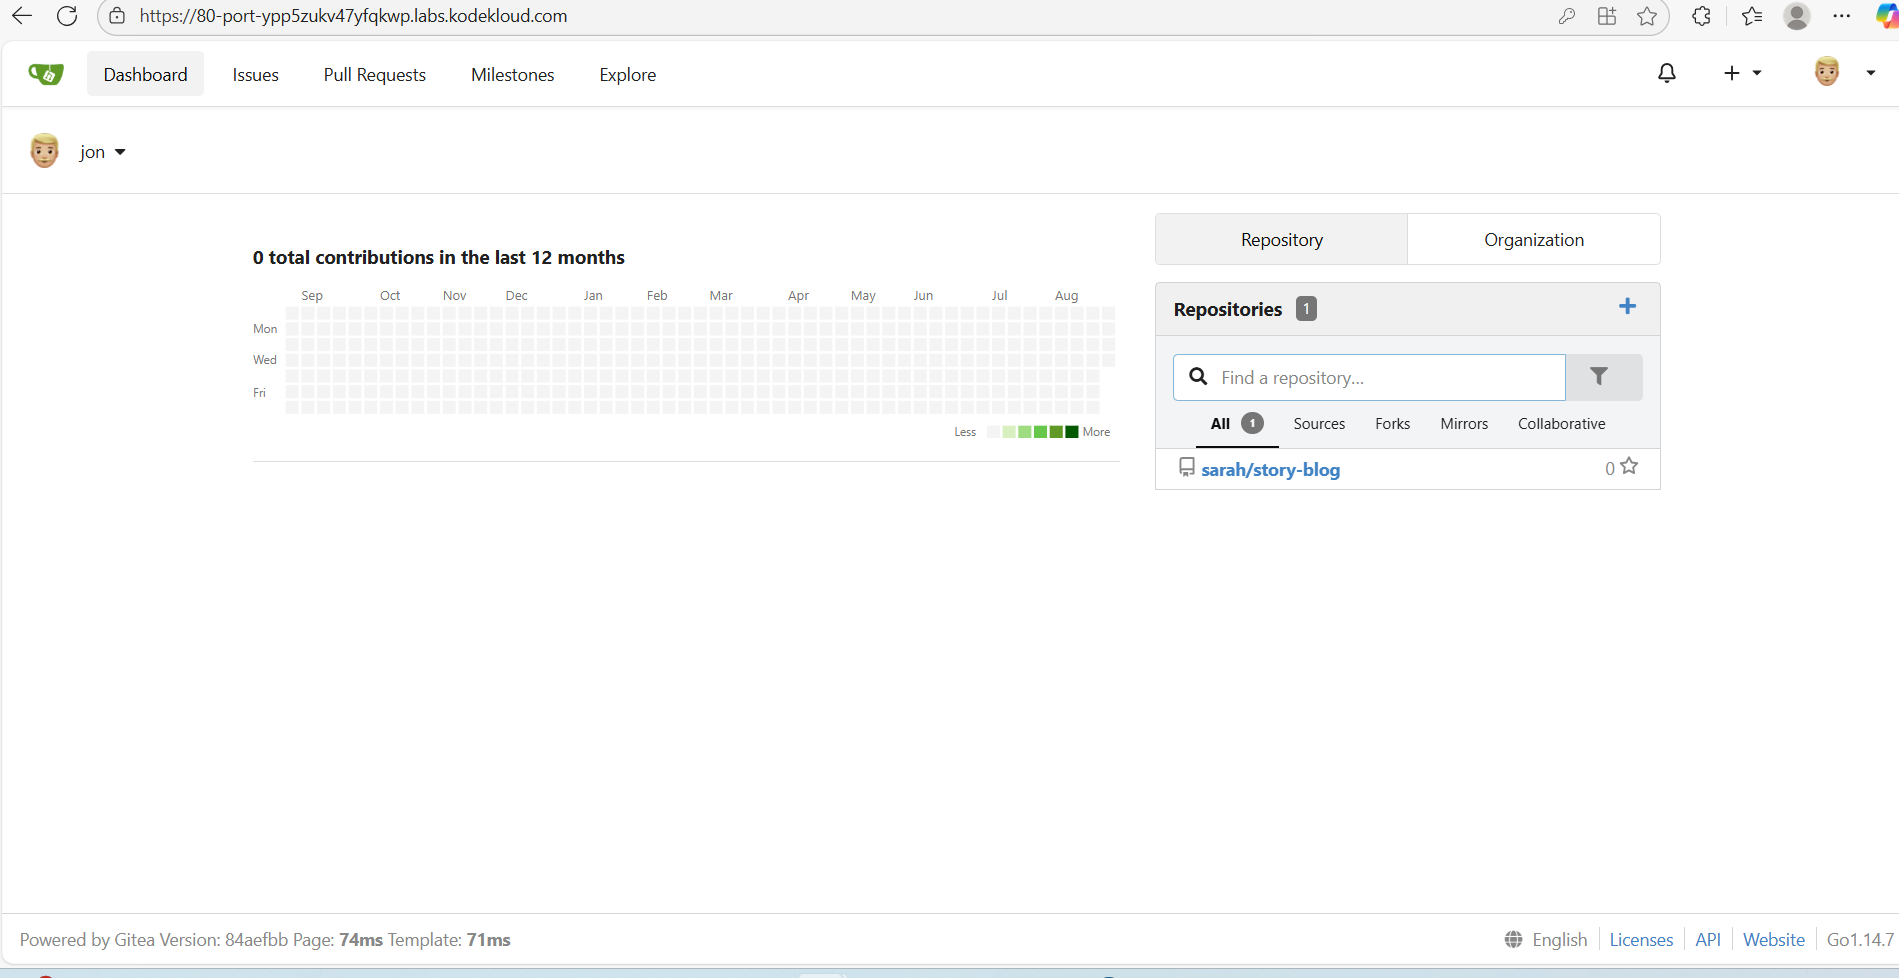 https://80-port-ypp5zukv47yfqkwp.labs.kodekloud.com
Dashboard Issues Pull Requests Milestones Explore
jon
Repository Organization
0 total contributions in the last 12 months
Sep Oct Nov Dec Jan Feb Mar Apr May Jun Jul Aug
Mon
Wed
Fri
Less More
Repositories 1
Find a repository...
All 1 Sources Forks Mirrors Collaborative
sarah/story-blog 0
Powered by Gitea Version: 84aefbb Page: 74ms Template: 71ms
English Licenses API Website Go1.14.7